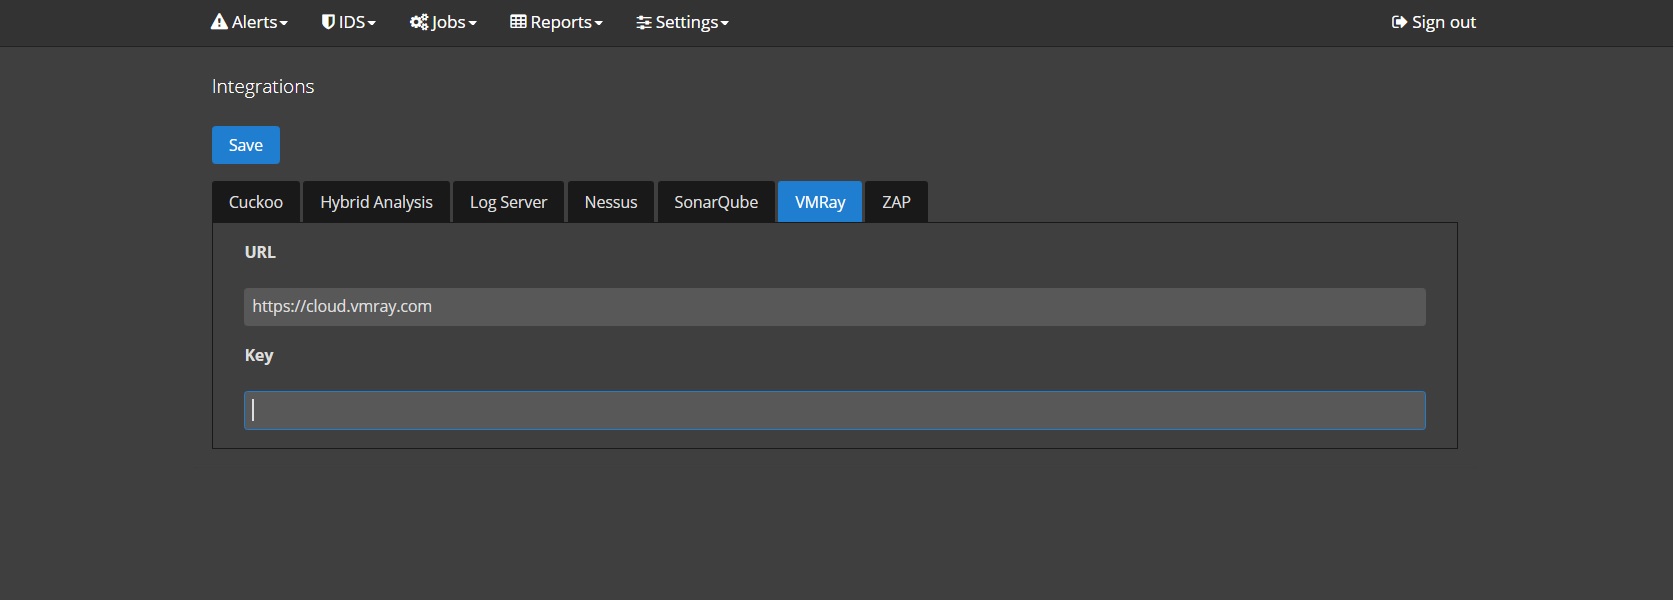 Alerts IDS Jobs Reports Settings Sign out
Integrations
Save
Cuckoo Hybrid Analysis Log Server Nessus SonarQube VMRay ZAP
URL
https://cloud.vmray.com
Key